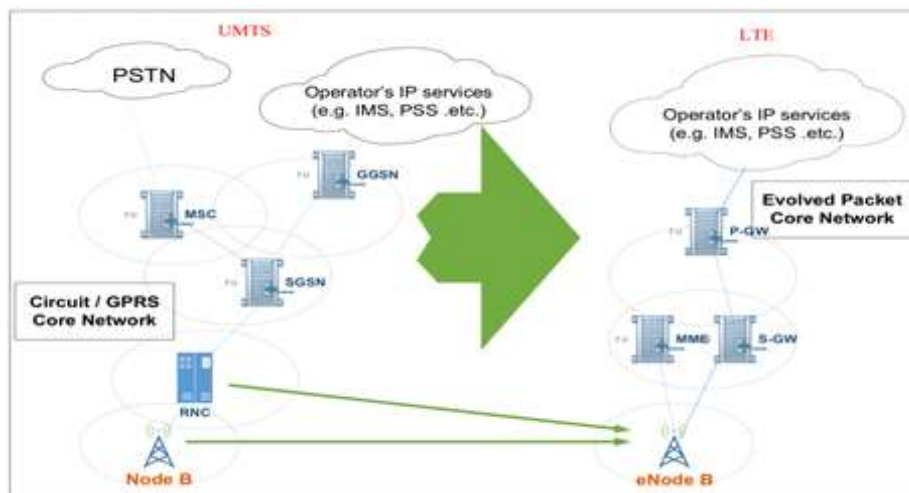 UMTS
LTE
PSTN
Operator's IP services
(e.g. IMS, PSS .etc.)
Operator's IP services
(e.g. IMS, PSS .etc.)
GGSN
MSC
Evolved Packet
Core Network
P-GW
SGSN
Circuit / GPRS
Core Network
MME
S-GW
RNC
Node B
eNode B